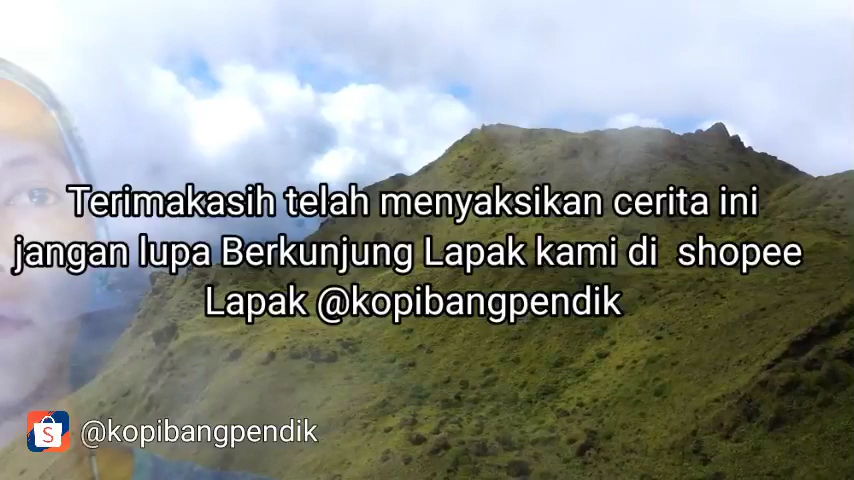 Terimakasih telah menyaksikan cerita ini
jangan lupa Berkunjung Lapak kami di shopee
Lapak @kopibangpendik
@kopibangpendik